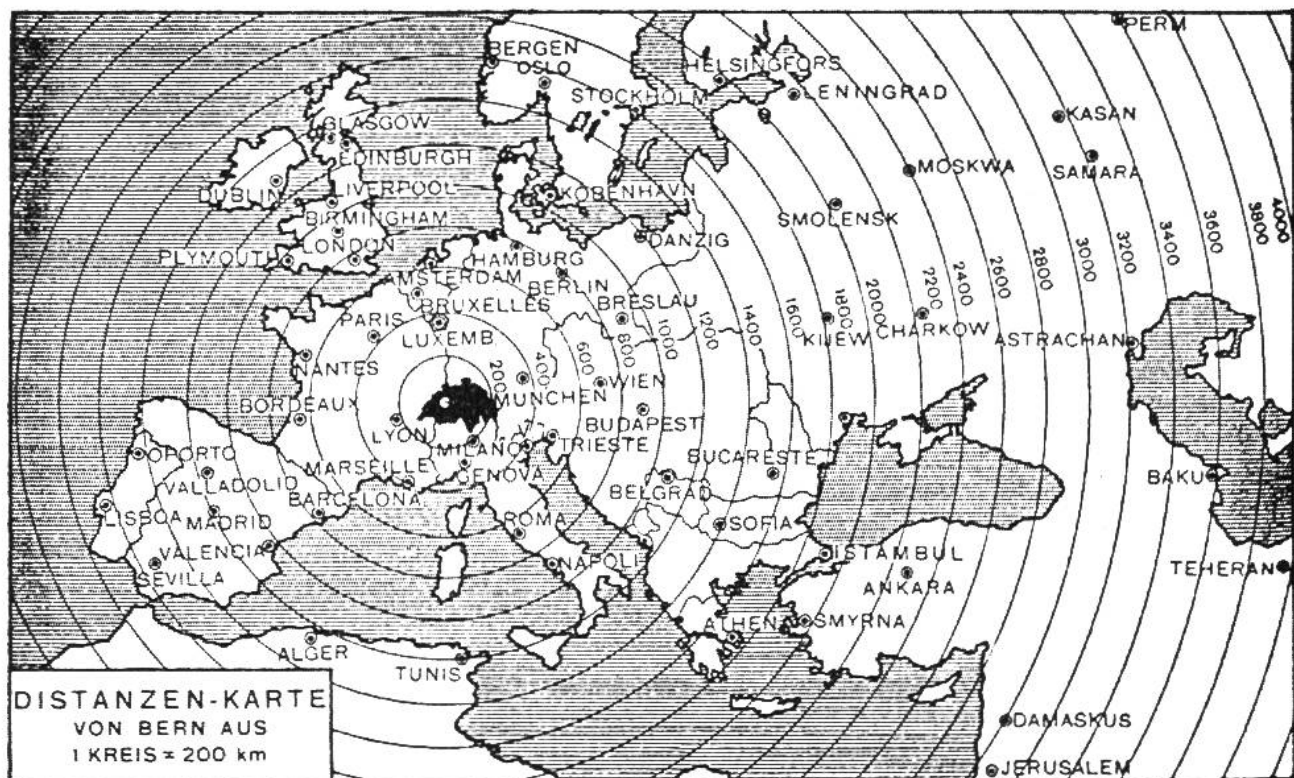 PERM
BERGEN
OSLO
HELSINGFORS
STOCKHOLM
LENINGRAD
KASAN
GLASGOW
EDINBURGH
MOSKWA
SAMARA
DUBLIN
LIVERPOOL
KÖBENHAVN
BIRMINGHAM
SMOLENSK
LONDON
DANZIG
PLYMOUTH
HAMBURG
AMSTERDAM
BERLIN
BRUXELLES
BRESLAU
PARIS
LUXEMB.
KIJEW
CHARKOW
ASTRACHAN
200
400
600
800
1000
1200
1400
1600
1800
2000
2200
2400
2600
2800
3000
3200
3400
3600
3800
4000
NANTES
WIEN
MÜNCHEN
BORDEAUX
BUDAPEST
LYON
MILANO
TRIESTE
OPORTO
MARSEILLE
GENOVA
BUCARESTE
VALLADOLID
BELGRAD
BAKU
BARCELONA
LISBOA
MADRID
ROMA
SOFIA
VALENCIA
ISTAMBUL
SEVILLA
NAPOLI
TEHERAN
ANKARA
ATHEN
SMYRNA
ALGER
TUNIS
DISTANZEN-KARTE
VON BERN AUS
1 KREIS = 200 km
DAMASKUS
JERUSALEM